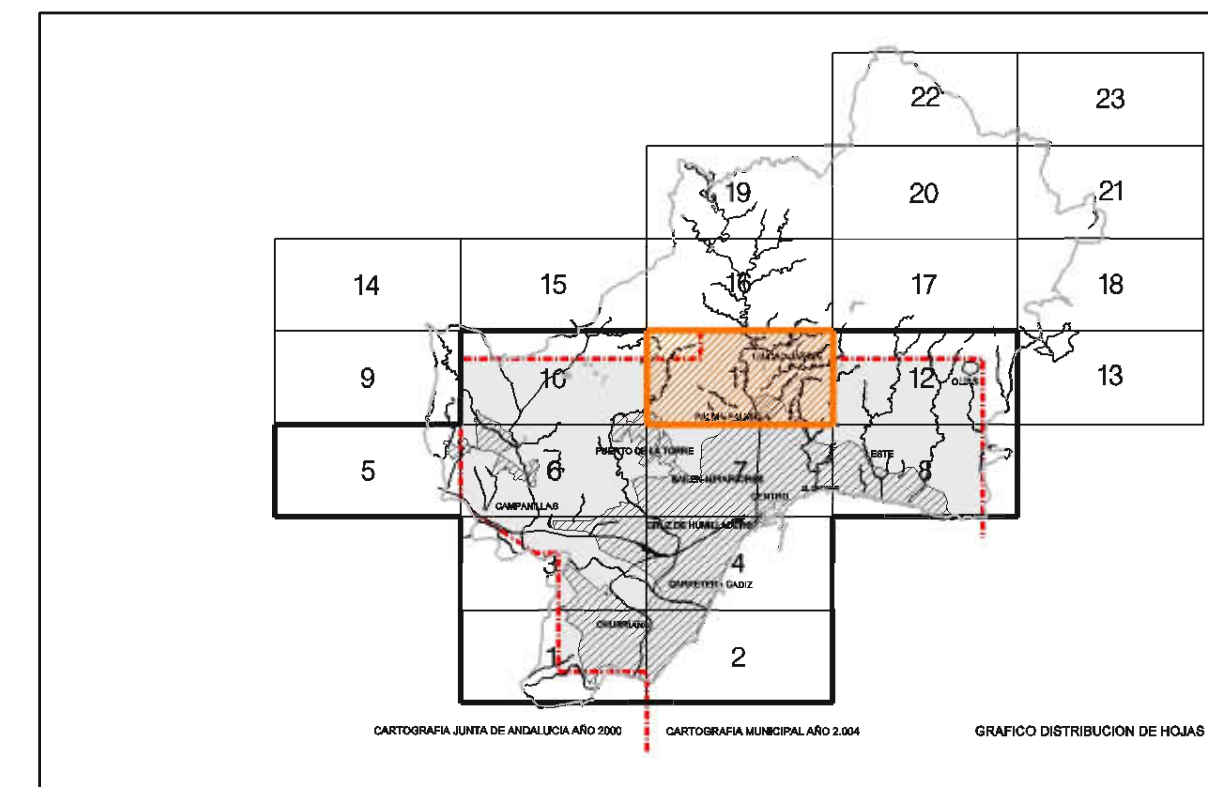 22 23
19 20 21
14 15 16 17 18
9 10 11 12 13
OLIAS
PUERTO DE LA TORRE ESTE
5 6 7 8
CENTRO
CAMPANILLAS
CRUZ DE HUMILLADERO
3 4
CARRETERA CADIZ
CHURRIANA
1 2
CARTOGRAFIA JUNTA DE ANDALUCIA AÑO 2000 CARTOGRAFIA MUNICIPAL AÑO 2.004 GRAFICO DISTRIBUCION DE HOJAS